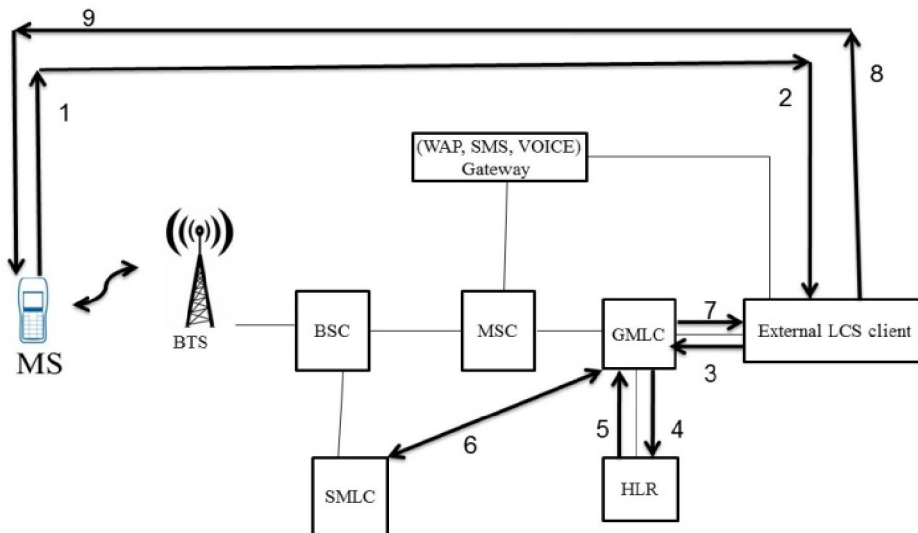 9
1
2
8
(WAP, SMS, VOICE)
Gateway
MS
BTS
BSC
MSC
GMLC
7
External LCS client
3
6
5
4
SMLC
HLR